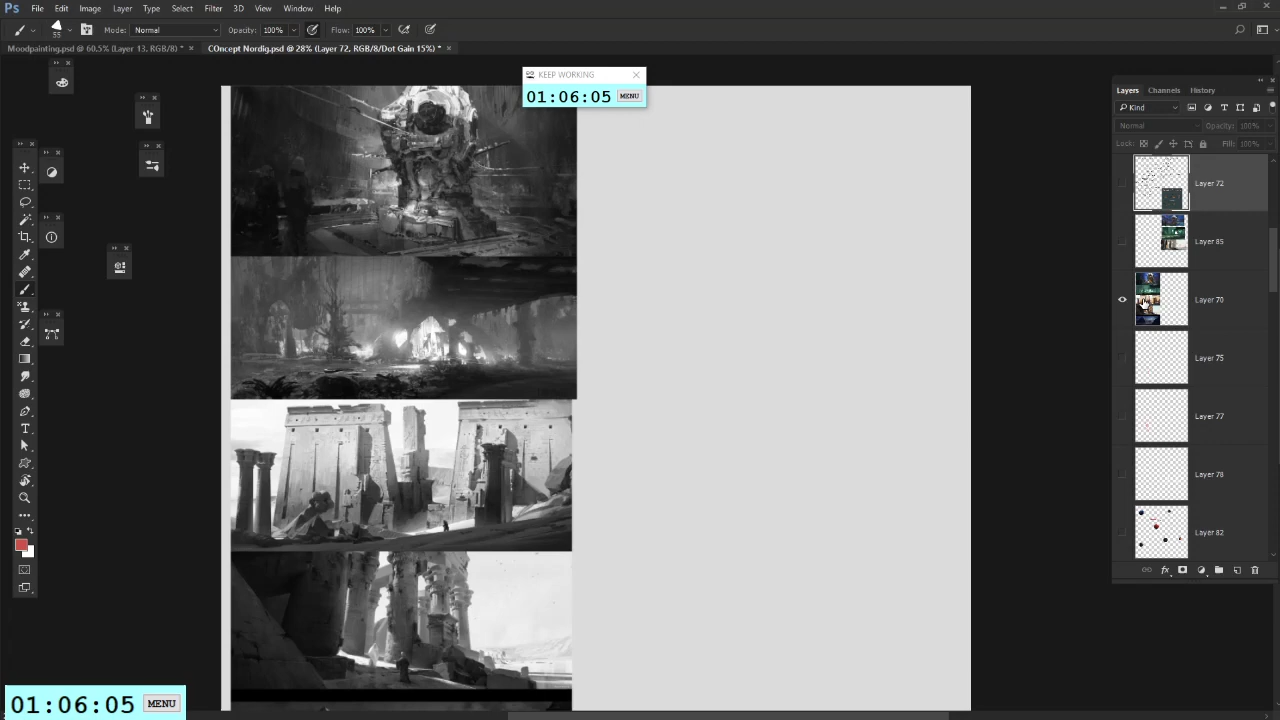 Ps File Edit Image Layer Type Select Filter 3D View Window Help
55 Mode: Normal Opacity: 100% Flow: 100%
Moodpainting.psd @ 60.5% (Layer 13, RGB/8) * × COncept Nordig.psd @ 28% (Layer 72, RGB/8/Dot Gain 15%) * ×
KEEP WORKING
01:06:05 MENU
Layers Channels History
Kind
Normal Opacity: 100%
Lock: Fill: 100%
Layer 72
Layer 85
Layer 70
Layer 75
Layer 77
Layer 78
Layer 82
fx
01:06:05 MENU